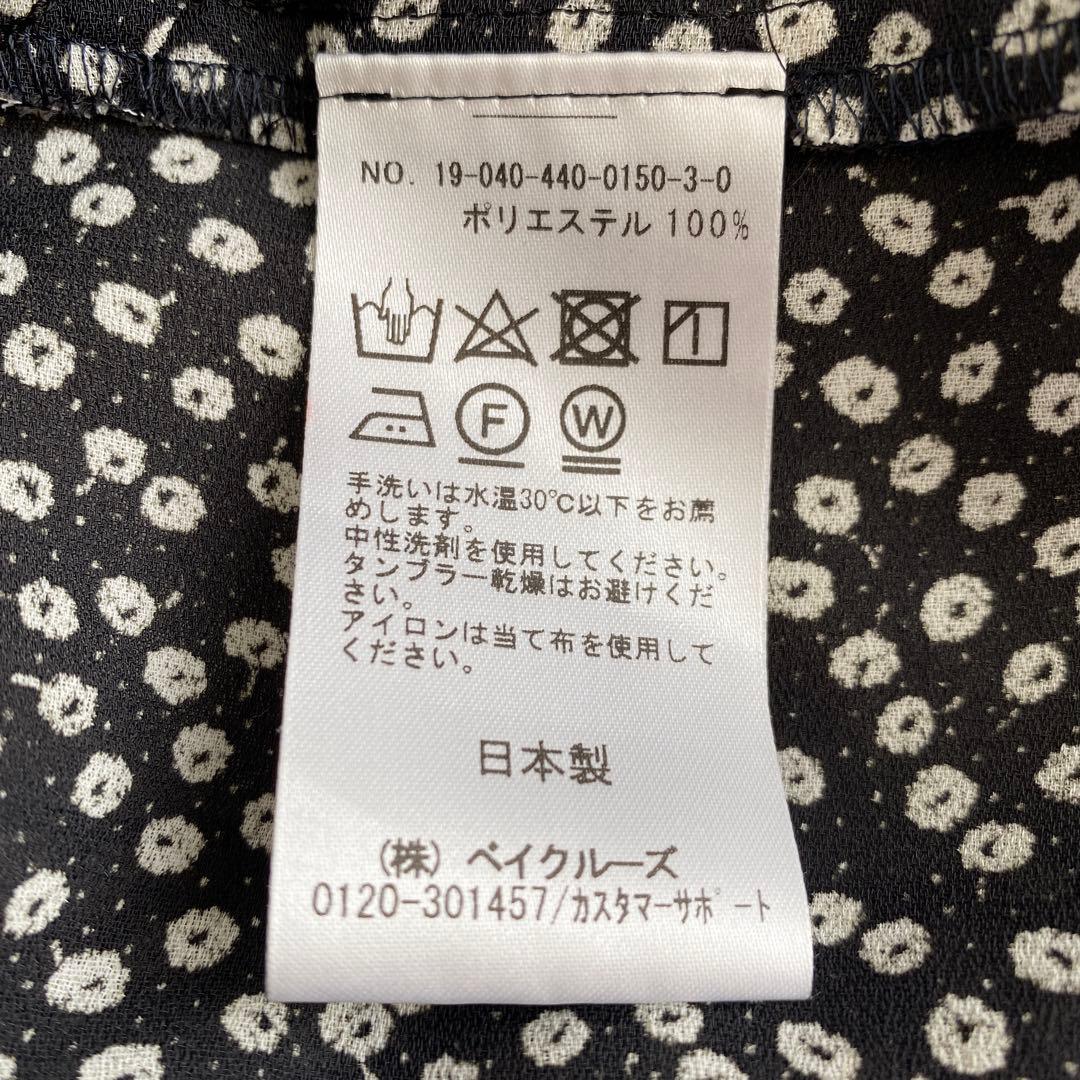 NO. 19-040-440-0150-3-0
ポリエステル 100%
F W
手洗いは水温30℃以下をお薦
めします。
中性洗剤を使用してください。
タンブラー乾燥はお避けくだ
さい。
アイロンは当て布を使用して
ください。
日本製
(株) ベイクルーズ
0120-301457/カスタマーサポート